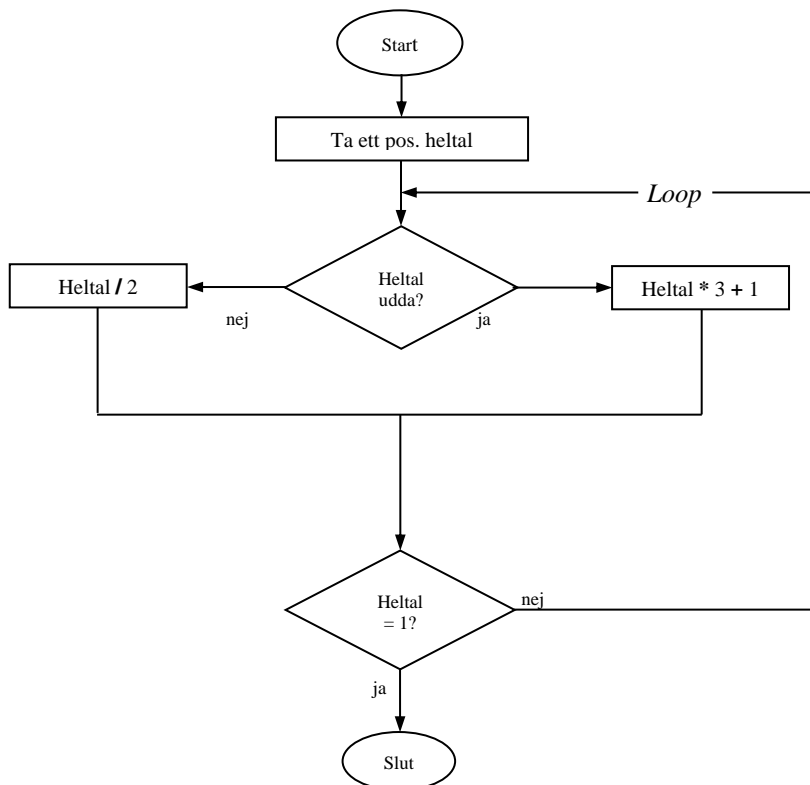 Start
Ta ett pos. heltal
Loop
Heltal
udda?
Heltal / 2
Heltal * 3 + 1
nej
ja
Heltal
= 1?
nej
ja
Slut